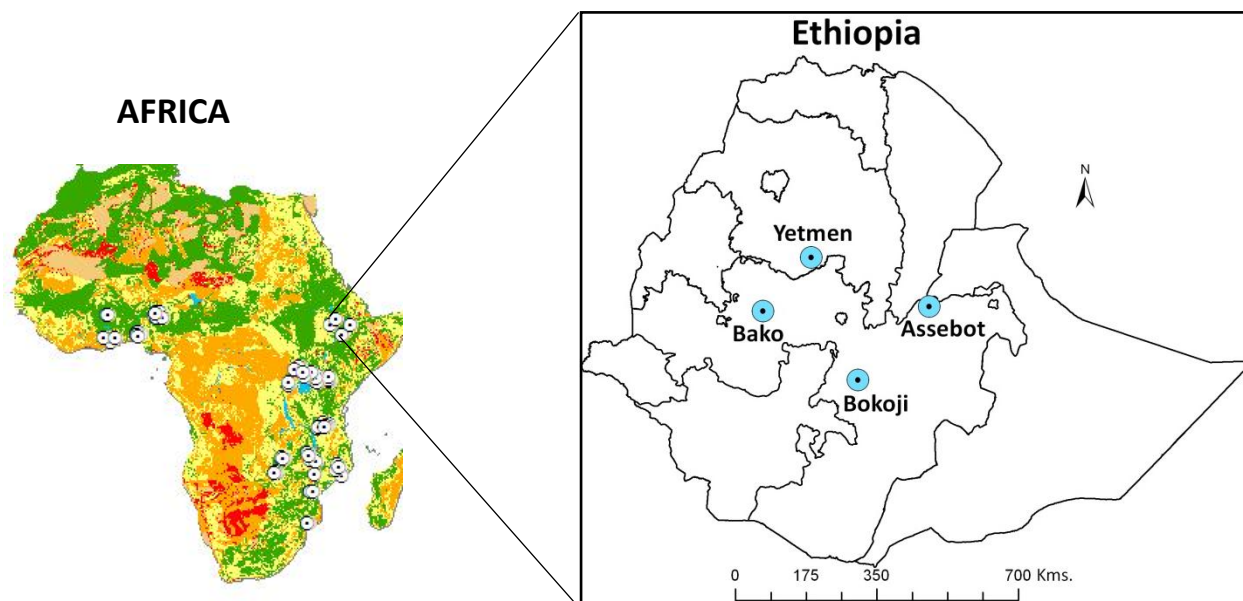 AFRICA
Ethiopia
N
Yetmen
Bako
Assebot
Bokoji
0 175 350 700 Kms.